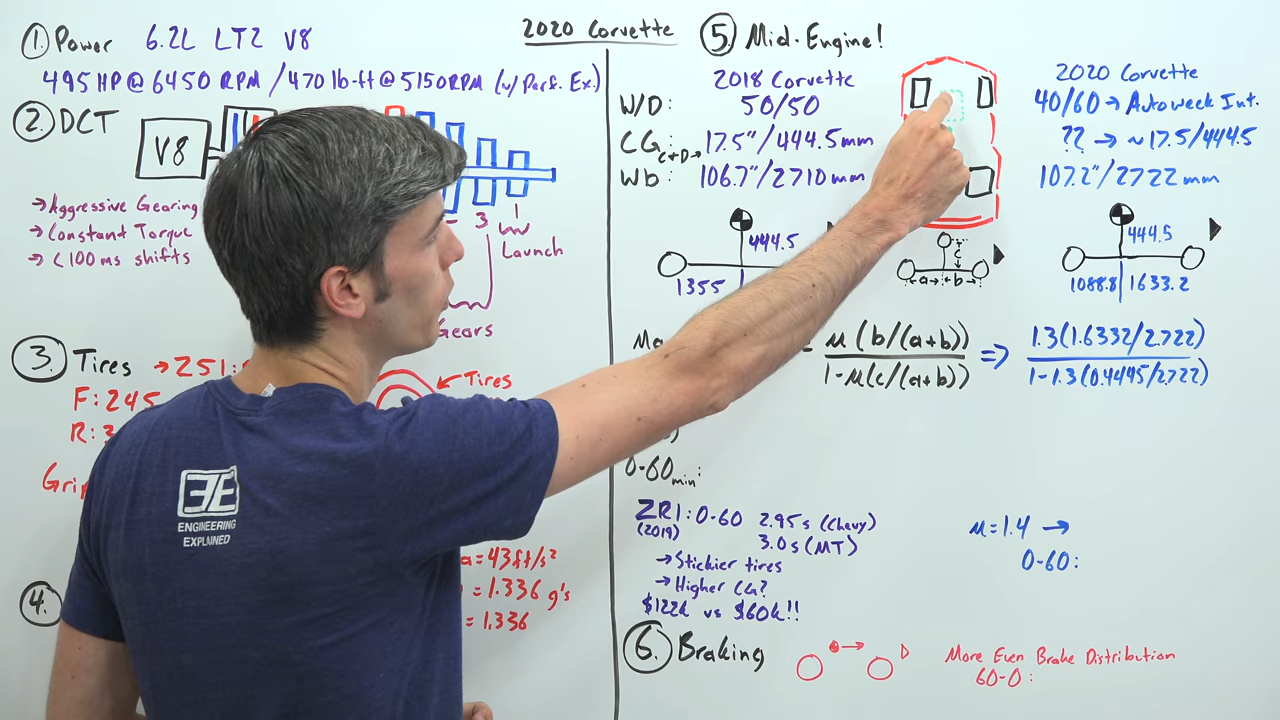 2020 Corvette
1. Power 6.2L LT2 V8
495 HP @ 6450 RPM / 470 lb-ft @ 5150 RPM (w/ Perf. Ex.)
2. DCT
V8
→ Aggressive Gearing
→ Constant Torque
→ < 100 ms shifts
3 1
Launch
Gears
3. Tires → Z51:
F: 245
R: 3
Grip
← Tires
a = 43 ft/s²
= 1.336 g's
= 1.336
4.
ENGINEERING
EXPLAINED
5. Mid-Engine!
2018 Corvette
2020 Corvette
W/D: 50/50 40/60 → Autoweek Int.
CG C+D → 17.5"/444.5mm ?? → ~17.5/444.5
Wb: 106.7"/2710mm 107.2"/2722mm
444.5
1355
c
a b
444.5
1088.8 1633.2
Ma
= μ(b/(a+b)) / 1-μ(c/(a+b)) ⇒ 1.3(1.6332/2.722) / 1-1.3(0.4445/2.722)
0-60min:
ZR1: 0-60 2.95s (Chevy)
(2019) 3.0s (MT)
→ Stickier tires
→ Higher CG?
$122k vs $60k!!
μ=1.4 →
0-60:
6. Braking
More Even Brake Distribution
60-0: